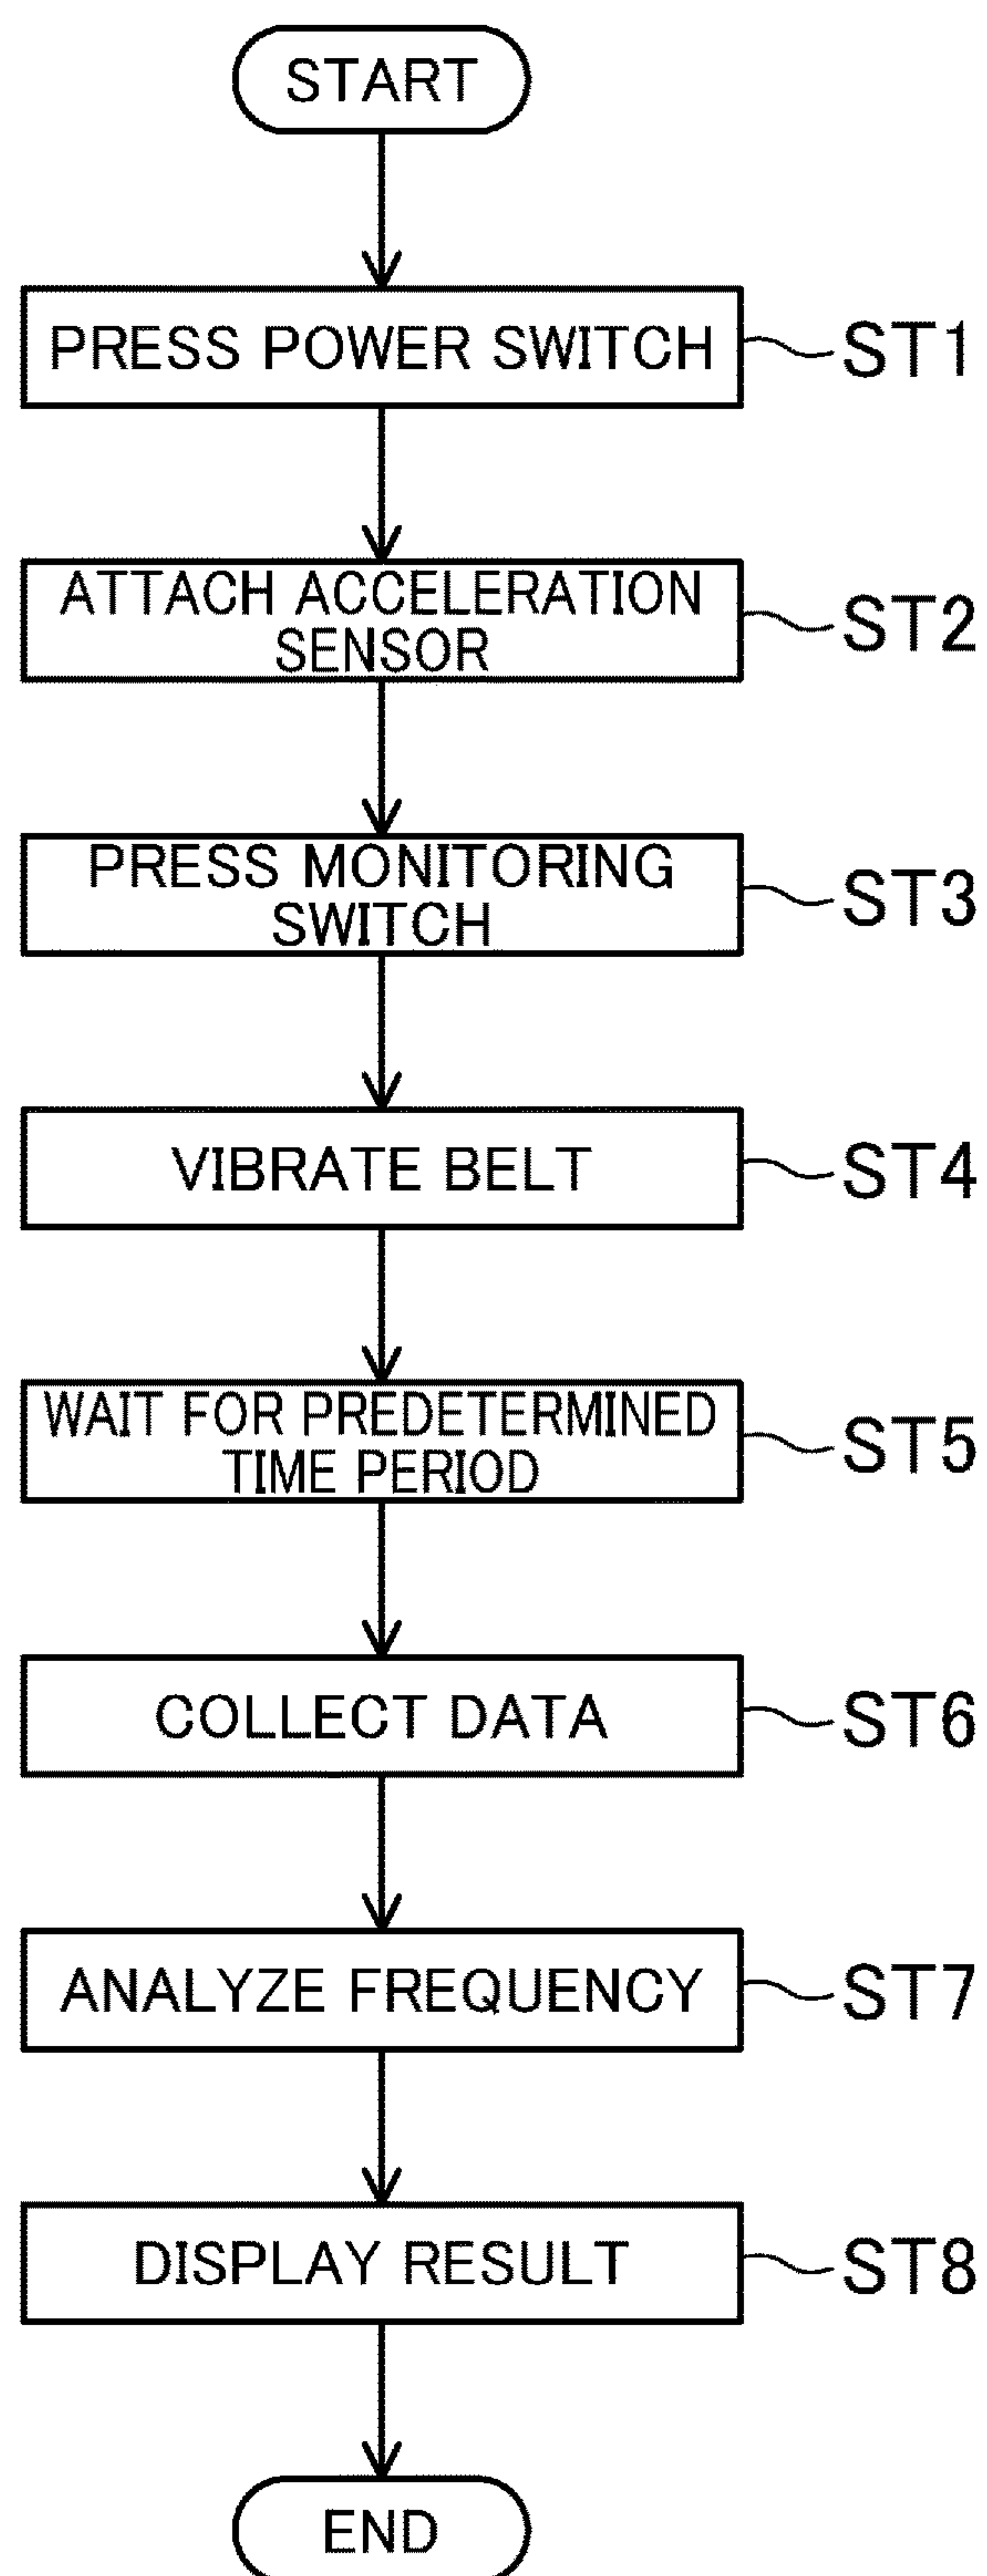 START
PRESS POWER SWITCH
ST1
ATTACH ACCELERATION
SENSOR
ST2
PRESS MONITORING
SWITCH
ST3
VIBRATE BELT
ST4
WAIT FOR PREDETERMINED
TIME PERIOD
ST5
COLLECT DATA
ST6
ANALYZE FREQUENCY
ST7
DISPLAY RESULT
ST8
END